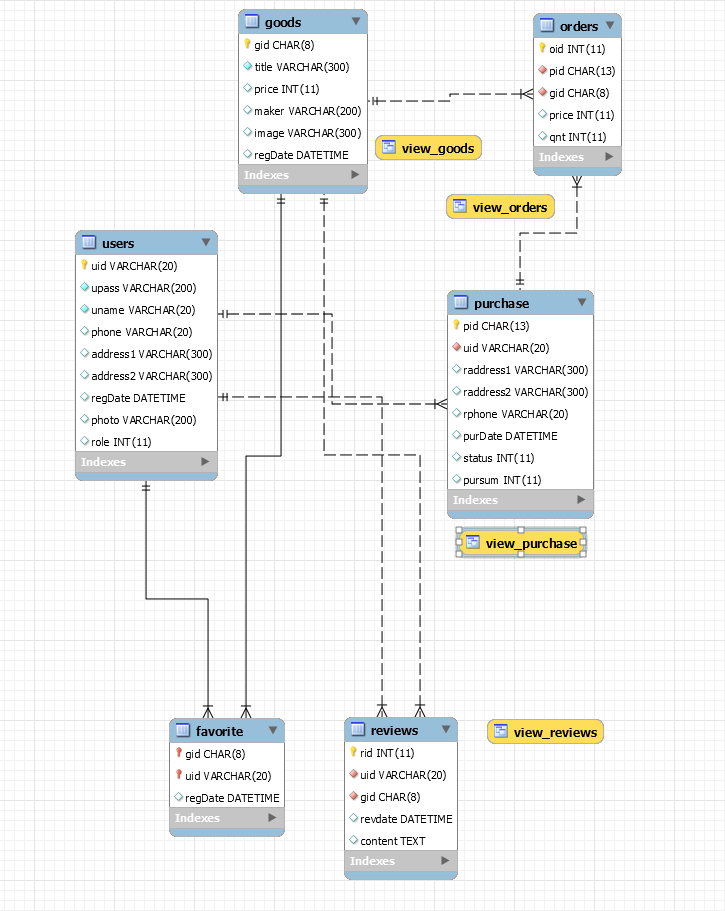 goods
gid CHAR(8)
title VARCHAR(300)
price INT(11)
maker VARCHAR(200)
image VARCHAR(300)
regDate DATETIME
Indexes
orders
oid INT(11)
pid CHAR(13)
gid CHAR(8)
price INT(11)
qnt INT(11)
Indexes
view_goods
view_orders
users
uid VARCHAR(20)
upass VARCHAR(200)
uname VARCHAR(20)
phone VARCHAR(20)
address1 VARCHAR(300)
address2 VARCHAR(300)
regDate DATETIME
photo VARCHAR(200)
role INT(11)
Indexes
purchase
pid CHAR(13)
uid VARCHAR(20)
raddress1 VARCHAR(300)
raddress2 VARCHAR(300)
rphone VARCHAR(20)
purDate DATETIME
status INT(11)
pursum INT(11)
Indexes
view_purchase
favorite
gid CHAR(8)
uid VARCHAR(20)
regDate DATETIME
Indexes
reviews
rid INT(11)
uid VARCHAR(20)
gid CHAR(8)
revdate DATETIME
content TEXT
Indexes
view_reviews